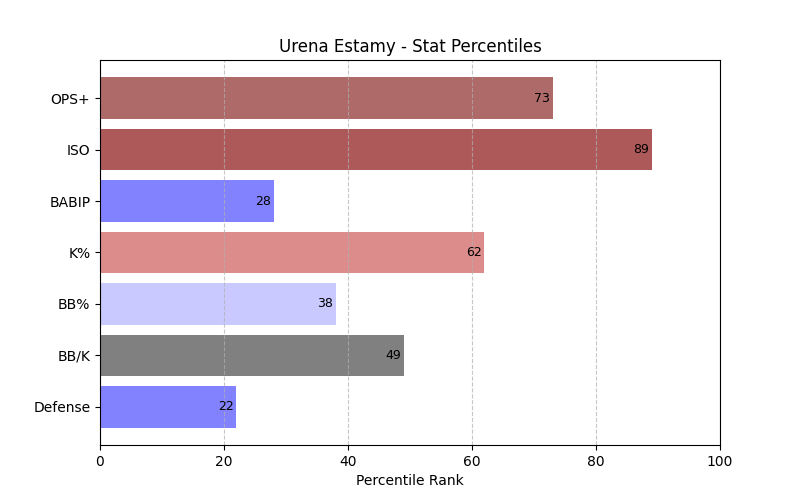 Urena Estamy - Stat Percentiles
OPS+ 73
ISO 89
BABIP 28
K% 62
BB% 38
BB/K 49
Defense 22
0 20 40 60 80 100
Percentile Rank